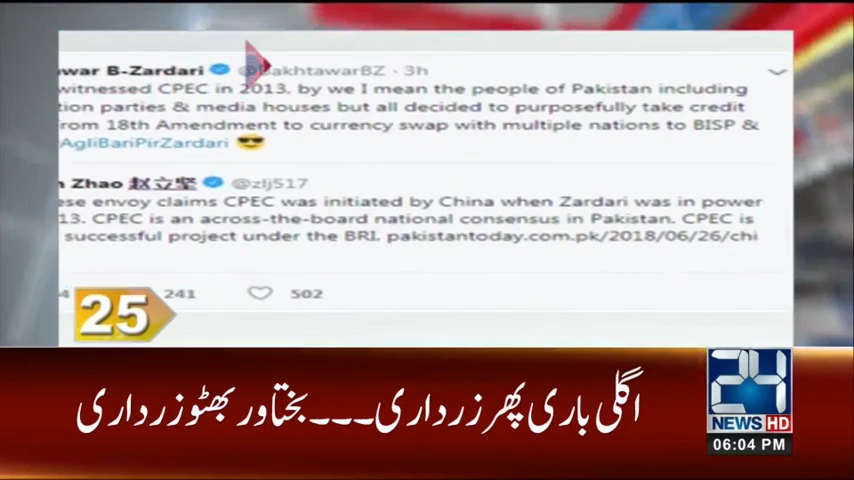 war B-Zardari @BakhtawarBZ · 3h
witnessed CPEC in 2013. by we I mean the people of Pakistan including
tion parties & media houses but all decided to purposefully take credit
from 18th Amendment to currency swap with multiple nations to BISP &
AgliBariPirZardari 😎
n Zhao 赵立坚 @zlj517
ese envoy claims CPEC was initiated by China when Zardari was in power
13. CPEC is an across-the-board national consensus in Pakistan. CPEC is
successful project under the BRI. pakistantoday.com.pk/2018/06/26/chi
4 241 502
25
اگلی باری پھر زرداری۔۔۔بختاور بھٹو زرداری
24
NEWS HD
06:04 PM